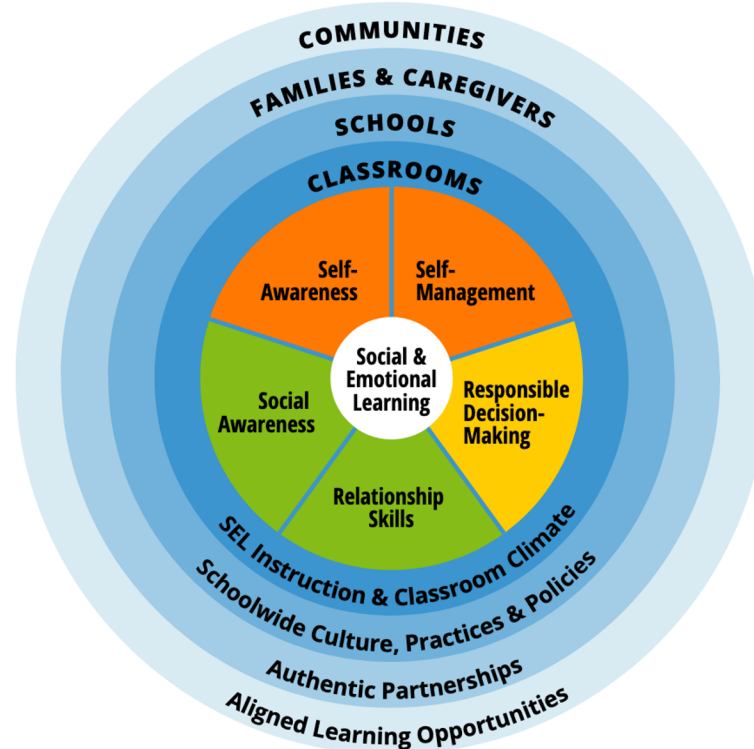 COMMUNITIES
FAMILIES & CAREGIVERS
SCHOOLS
CLASSROOMS
Self-
Awareness
Self-
Management
Social &
Emotional
Learning
Social
Awareness
Responsible
Decision-
Making
Relationship
Skills
SEL Instruction & Classroom Climate
Schoolwide Culture, Practices & Policies
Authentic Partnerships
Aligned Learning Opportunities